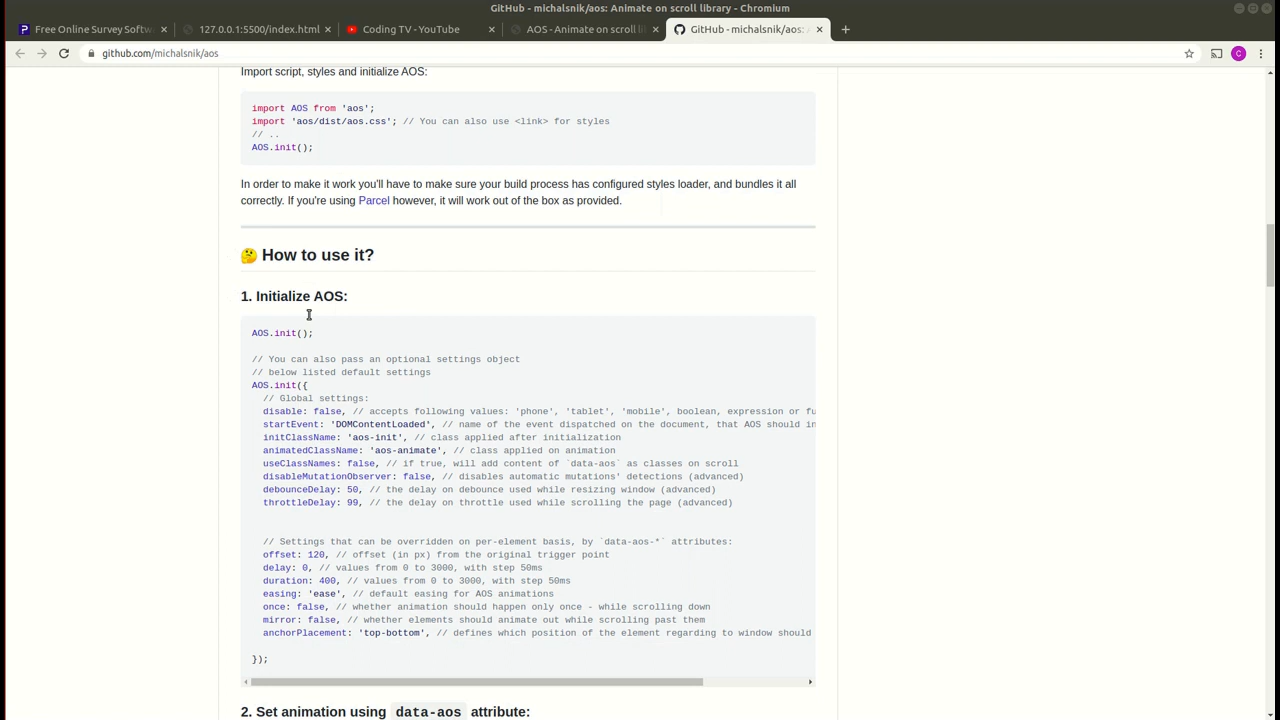 GitHub - michalsnik/aos: Animate on scroll library - Chromium
Free Online Survey Softw
127.0.0.1:5500/index.html
Coding TV - YouTube
AOS - Animate on scroll li
GitHub - michalsnik/aos:
github.com/michalsnik/aos
C
Import script, styles and initialize AOS:
import AOS from 'aos';
import 'aos/dist/aos.css'; // You can also use <link> for styles
// ..
AOS.init();
In order to make it work you'll have to make sure your build process has configured styles loader, and bundles it all
correctly. If you're using Parcel however, it will work out of the box as provided.
🤔 How to use it?
1. Initialize AOS:
AOS.init();
// You can also pass an optional settings object
// below listed default settings
AOS.init({
// Global settings:
disable: false, // accepts following values: 'phone', 'tablet', 'mobile', boolean, expression or fu
startEvent: 'DOMContentLoaded', // name of the event dispatched on the document, that AOS should in
initClassName: 'aos-init', // class applied after initialization
animatedClassName: 'aos-animate', // class applied on animation
useClassNames: false, // if true, will add content of `data-aos` as classes on scroll
disableMutationObserver: false, // disables automatic mutations' detections (advanced)
debounceDelay: 50, // the delay on debounce used while resizing window (advanced)
throttleDelay: 99, // the delay on throttle used while scrolling the page (advanced)
// Settings that can be overridden on per-element basis, by `data-aos-*` attributes:
offset: 120, // offset (in px) from the original trigger point
delay: 0, // values from 0 to 3000, with step 50ms
duration: 400, // values from 0 to 3000, with step 50ms
easing: 'ease', // default easing for AOS animations
once: false, // whether animation should happen only once - while scrolling down
mirror: false, // whether elements should animate out while scrolling past them
anchorPlacement: 'top-bottom', // defines which position of the element regarding to window should
});
2. Set animation using data-aos attribute: